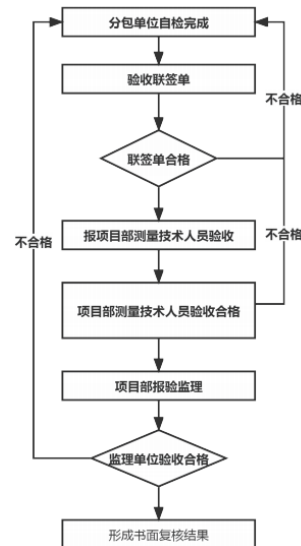 分包单位自检完成
验收联签单
不合格
联签单合格
报项目部测量技术人员验收
不合格
不合格
项目部测量技术人员验收合格
项目部报验监理
监理单位验收合格
形成书面复核结果